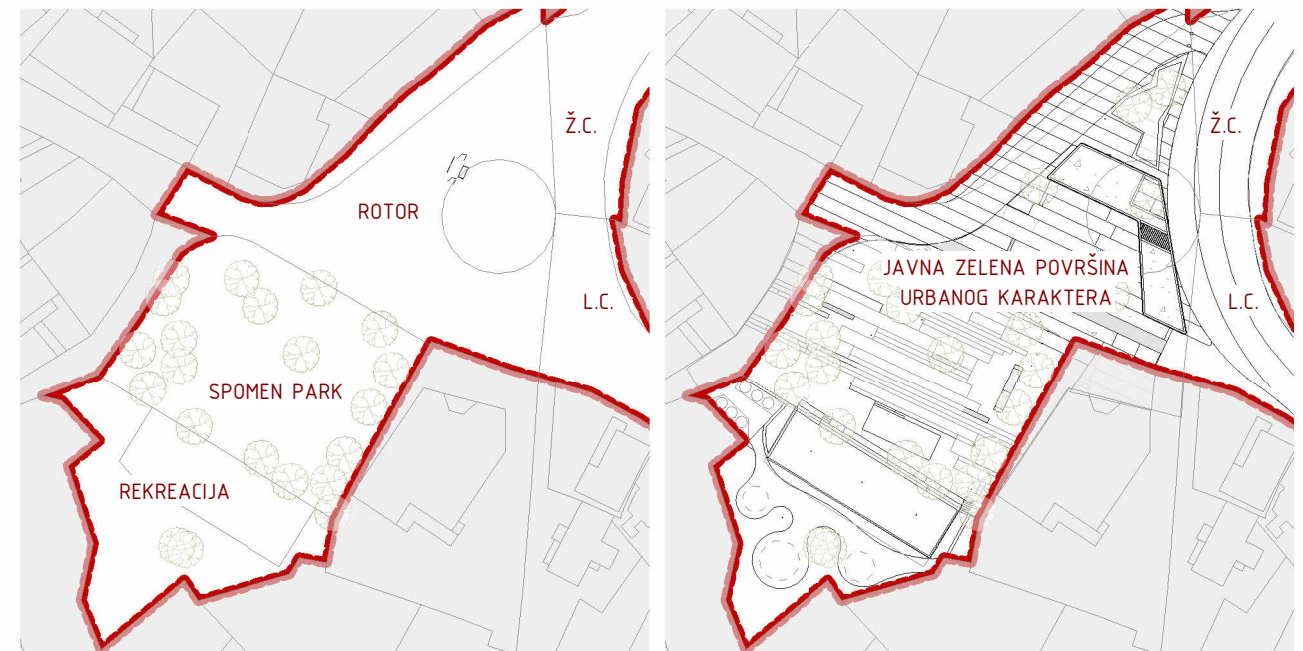 Ž.C.
ROTOR
L.C.
SPOMEN PARK
REKREACIJA
Ž.C.
JAVNA ZELENA POVRŠINA
URBANOG KARAKTERA
L.C.